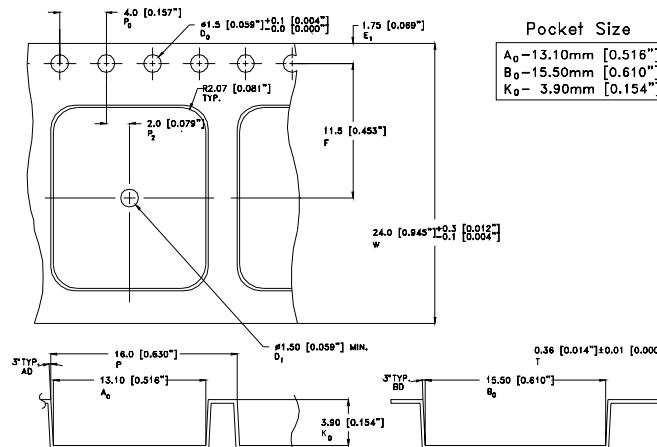 4.0 [0.157"]
P₀
ø1.5 [0.059"] +0.1 [0.004"]
-0.0 [0.000"]
D₀
1.75 [0.069"]
E₁
Pocket Size
A₀-13.10mm [0.516"]
B₀-15.50mm [0.610"]
K₀- 3.90mm [0.154"]
R2.07 [0.081"]
TYP.
2.0 [0.079"]
P₂
11.5 [0.453"]
F
24.0 [0.945"] +0.3 [0.012"]
-0.1 [0.004"]
W
ø1.50 [0.059"] MIN.
D₁
16.0 [0.630"]
P
3° TYP.
AD
13.10 [0.516"]
A₀
3.90 [0.154"]
K₀
3° TYP.
BD
15.50 [0.610"]
B₀
0.36 [0.014"]±0.01 [0.000
T